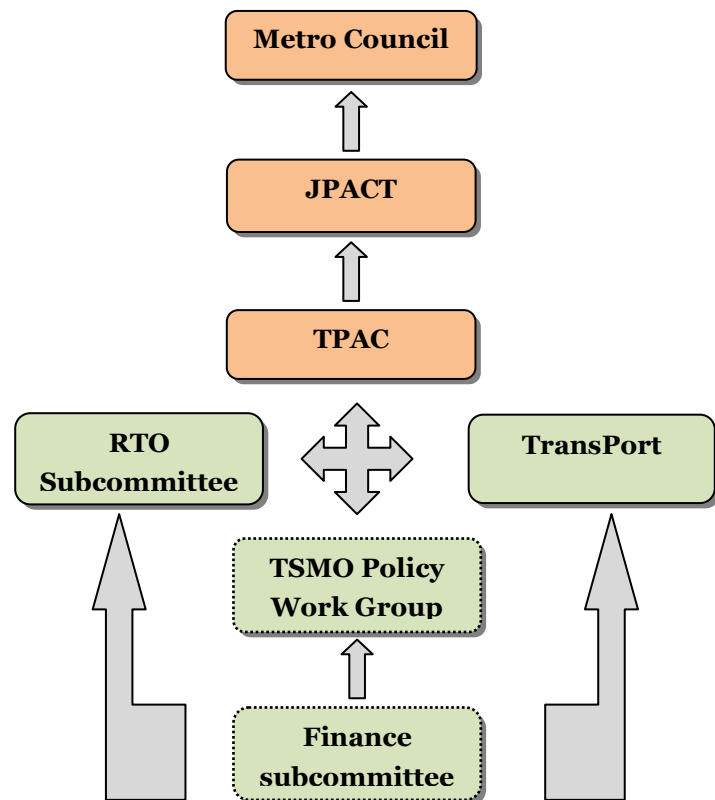 Metro Council
JPACT
TPAC
RTO
Subcommittee
TransPort
TSMO Policy
Work Group
Finance
subcommittee